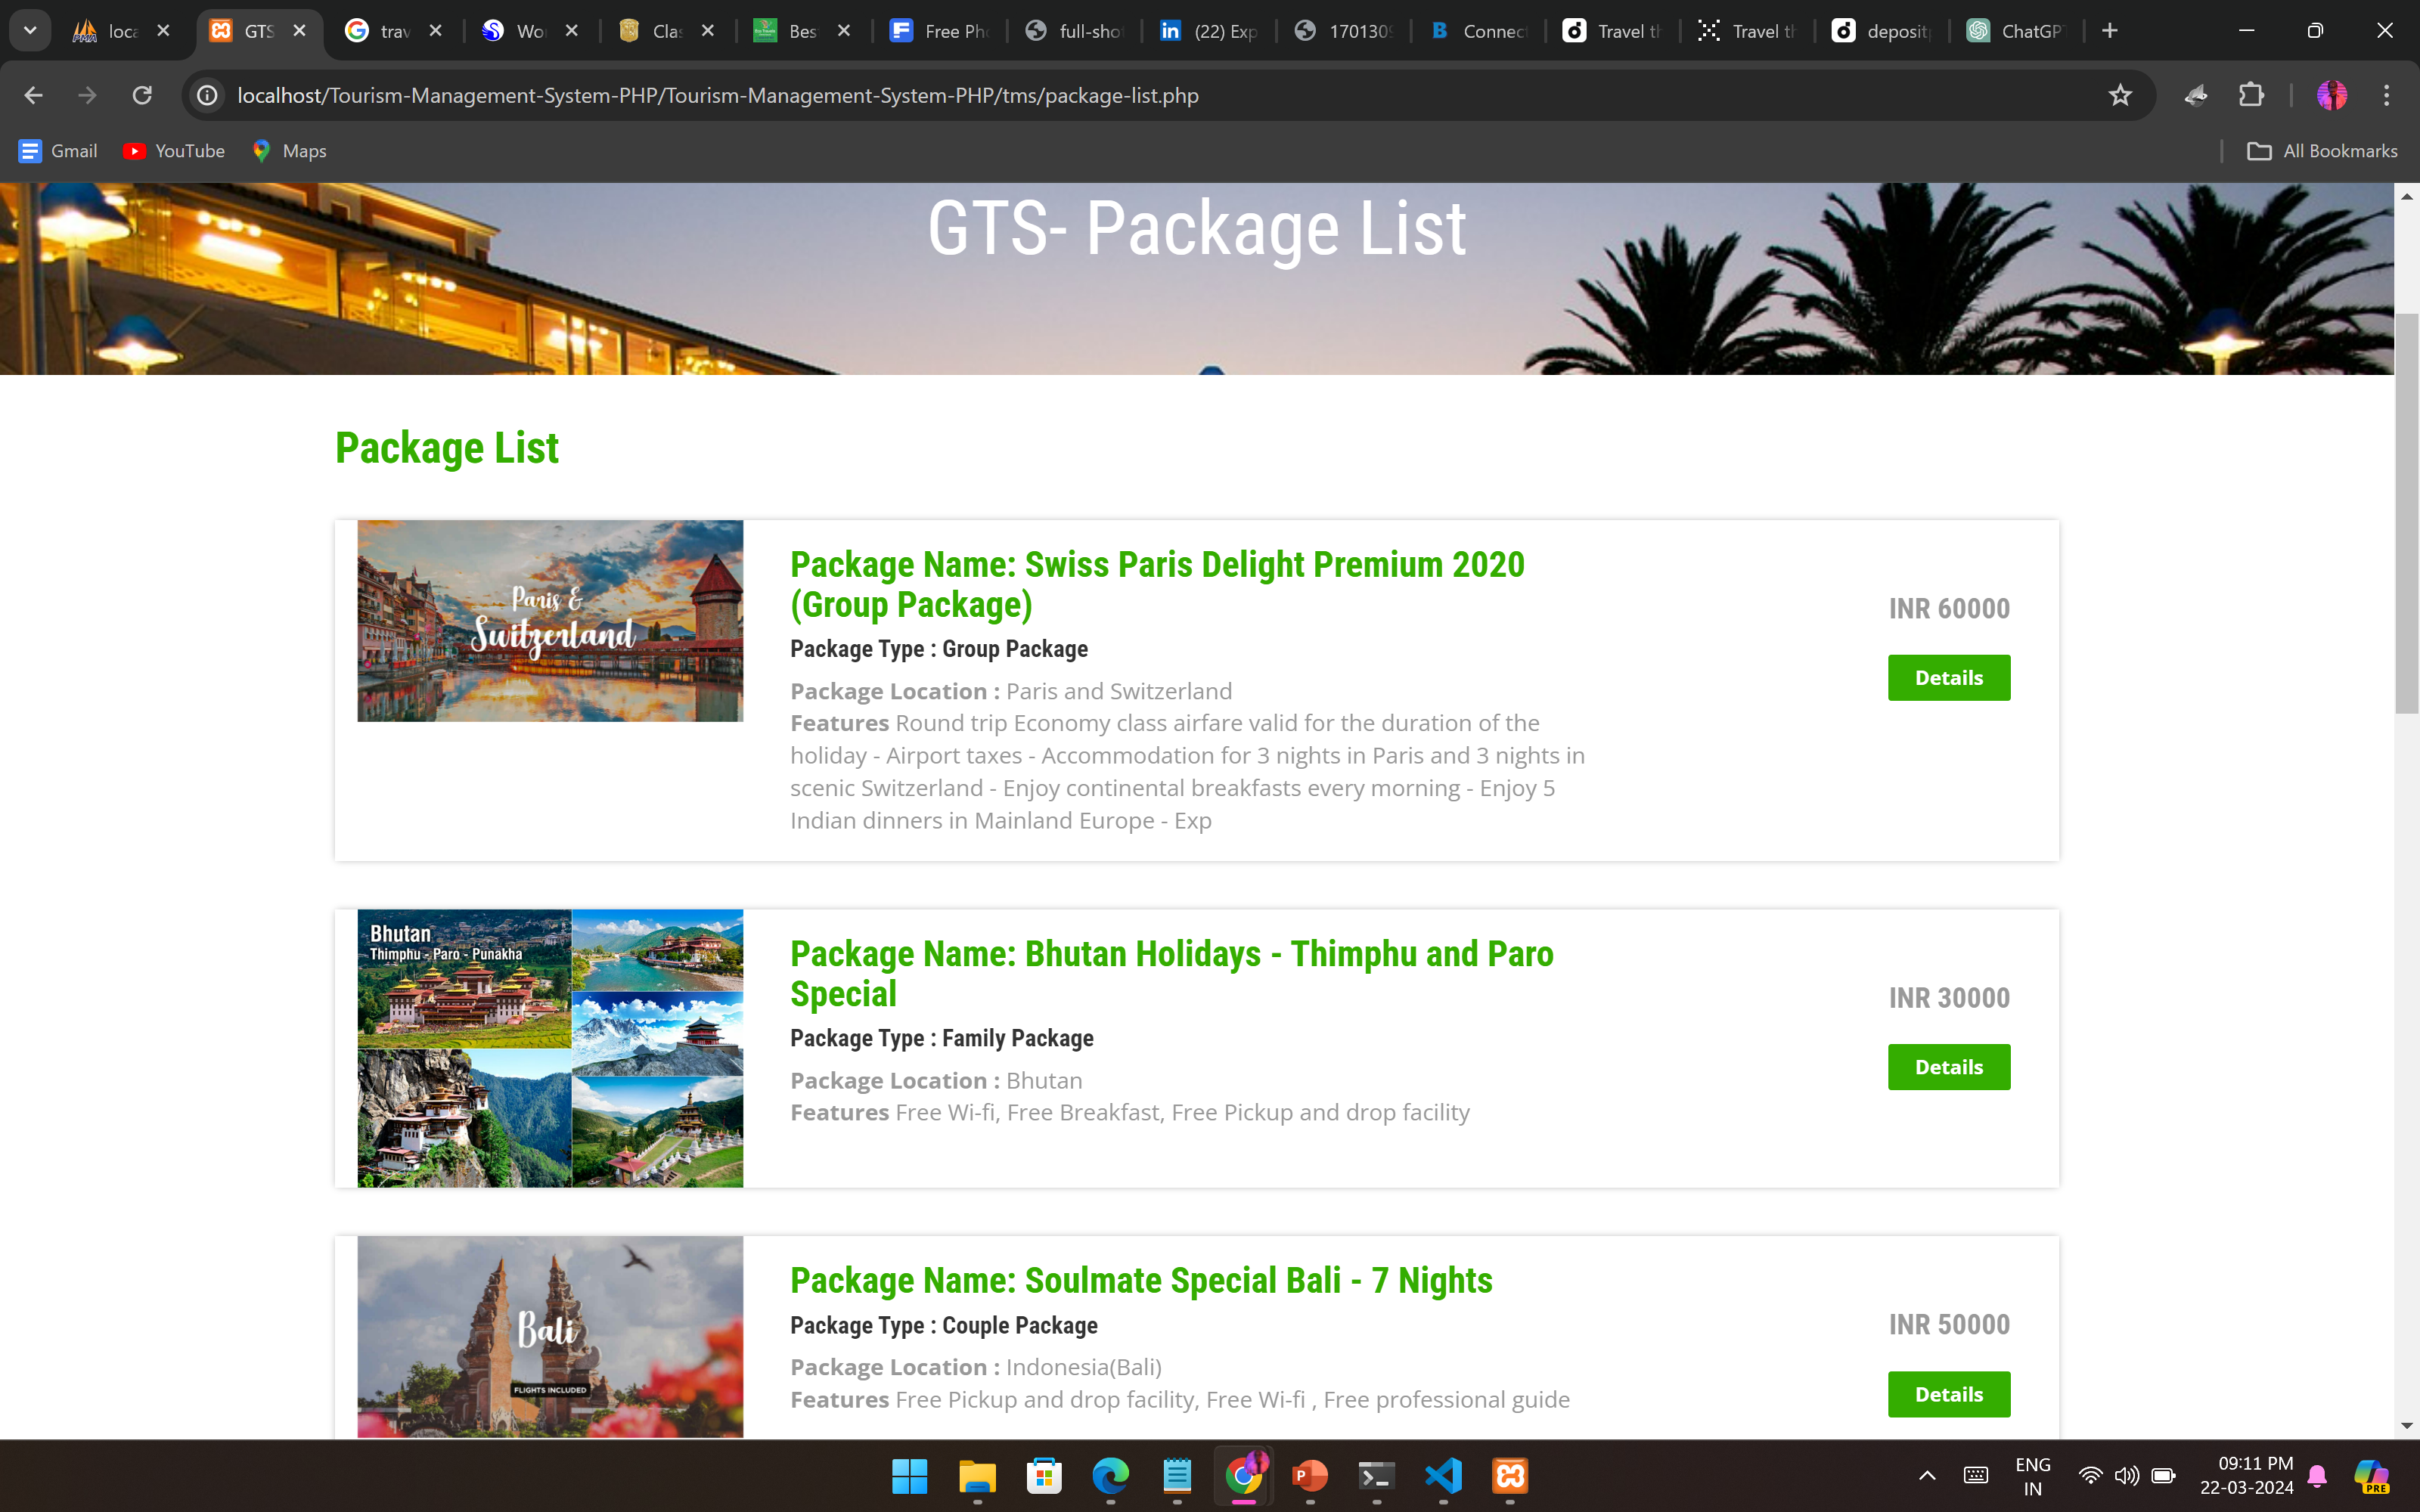 loca
GTS
trav
Wo
Clas
Bes
Free Pho
full-shot
(22) Exp
170130
Connect
Travel th
Travel th
deposit
ChatGPT
localhost/Tourism-Management-System-PHP/Tourism-Management-System-PHP/tms/package-list.php
Gmail
YouTube
Maps
All Bookmarks
GTS- Package List
Package List
Paris &
Switzerland
Package Name: Swiss Paris Delight Premium 2020
(Group Package)
Package Type : Group Package
Package Location : Paris and Switzerland
Features Round trip Economy class airfare valid for the duration of the
holiday - Airport taxes - Accommodation for 3 nights in Paris and 3 nights in
scenic Switzerland - Enjoy continental breakfasts every morning - Enjoy 5
Indian dinners in Mainland Europe - Exp
INR 60000
Details
Bhutan
Thimphu - Paro - Punakha
Package Name: Bhutan Holidays - Thimphu and Paro
Special
Package Type : Family Package
Package Location : Bhutan
Features Free Wi-fi, Free Breakfast, Free Pickup and drop facility
INR 30000
Details
Bali
FLIGHTS INCLUDED
Package Name: Soulmate Special Bali - 7 Nights
Package Type : Couple Package
Package Location : Indonesia(Bali)
Features Free Pickup and drop facility, Free Wi-fi , Free professional guide
INR 50000
Details
ENG
IN
09:11 PM
22-03-2024
PRE